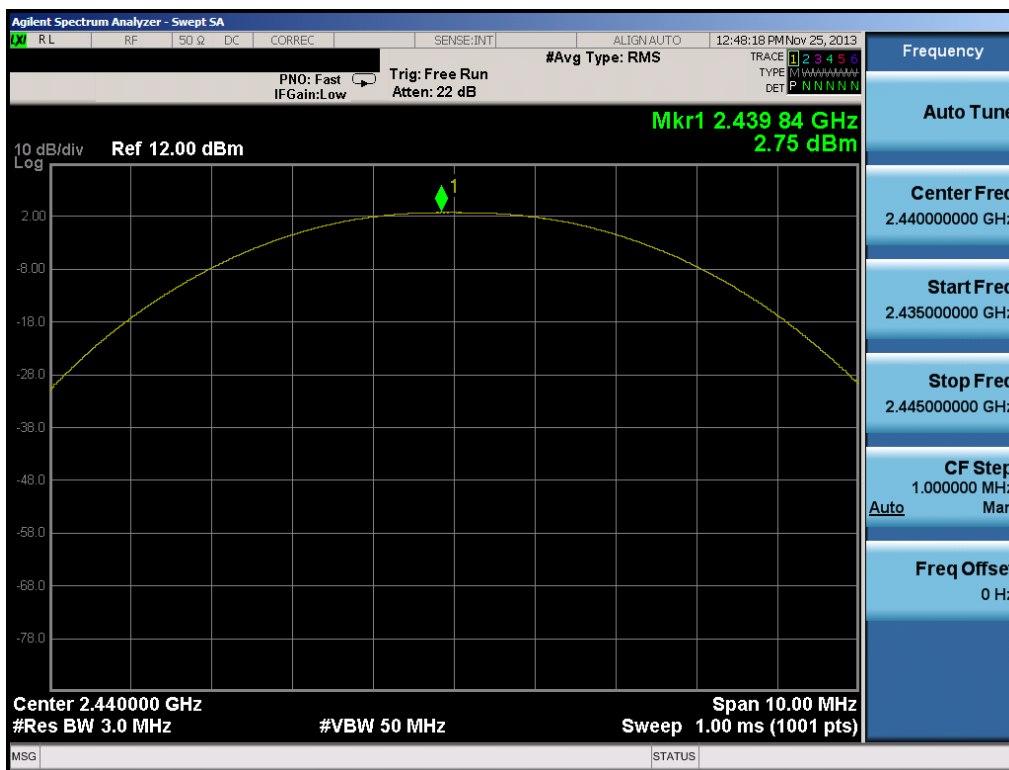 Agilent Spectrum Analyzer - Swept SA
LXI RL RF 50 Ω DC CORREC SENSE:INT ALIGN AUTO 12:48:18 PM Nov 25, 2013
#Avg Type: RMS TRACE 1 2 3 4 5 6
PNO: Fast Trig: Free Run TYPE M WWWWW
IFGain:Low Atten: 22 dB DET P N N N N N
Mkr1 2.439 84 GHz
2.75 dBm
10 dB/div Ref 12.00 dBm
Log
1
2.00
-8.00
-18.0
-28.0
-38.0
-48.0
-58.0
-68.0
-78.0
Center 2.440000 GHz Span 10.00 MHz
#Res BW 3.0 MHz #VBW 50 MHz Sweep 1.00 ms (1001 pts)
MSG STATUS
Frequency
Auto Tune
Center Freq
2.440000000 GHz
Start Freq
2.435000000 GHz
Stop Freq
2.445000000 GHz
CF Step
1.000000 MHz
Auto Man
Freq Offset
0 Hz